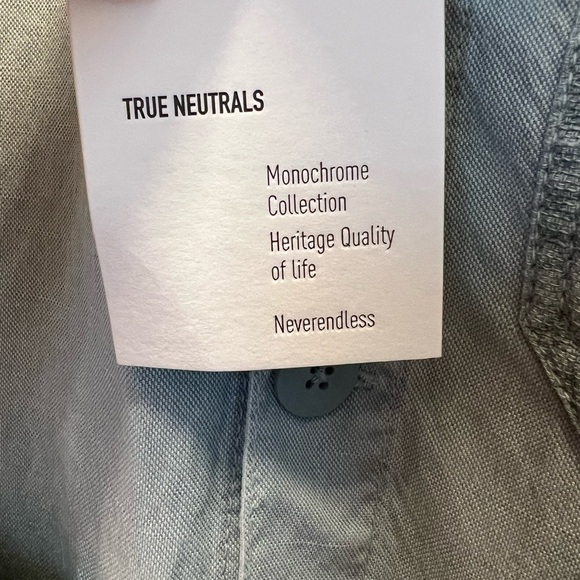 TRUE NEUTRALS
Monochrome
Collection
Heritage Quality
of life
Neverendless